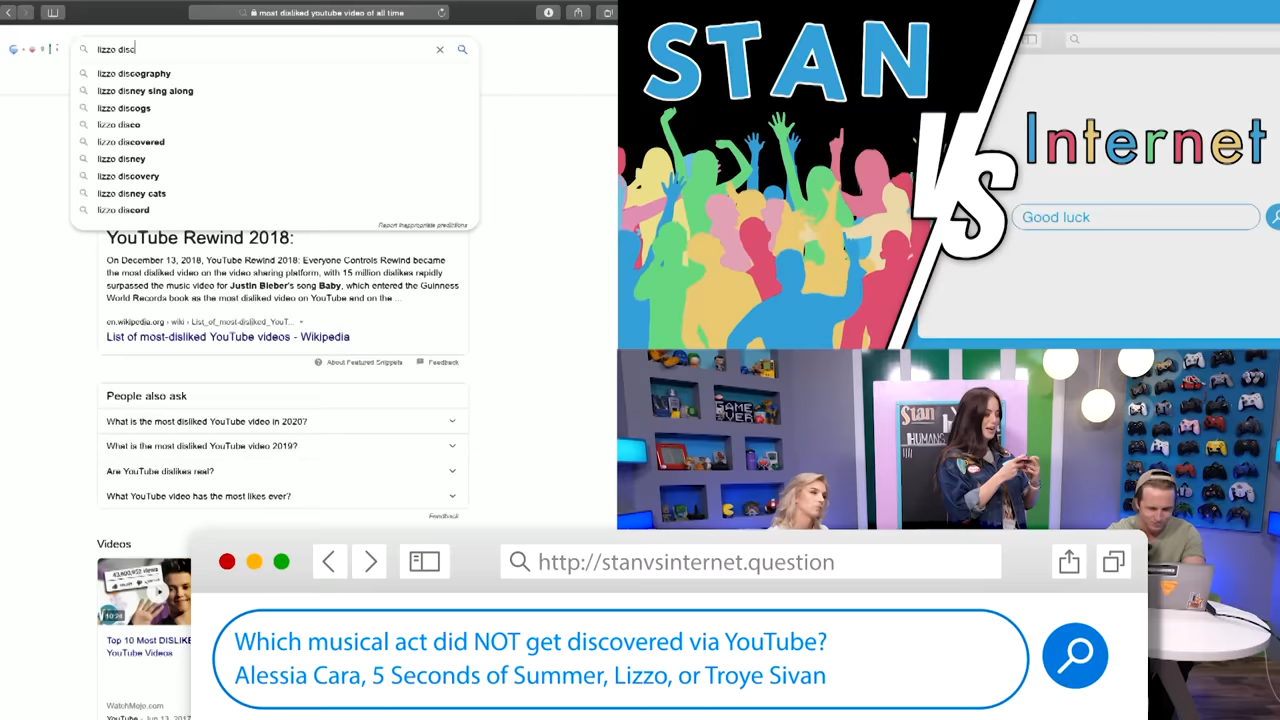 most disliked youtube video of all time
lizzo disc
lizzo discography
lizzo disney sing along
lizzo discogs
lizzo disco
lizzo discovered
lizzo disney
lizzo discovery
lizzo disney cats
lizzo discord
Report inappropriate predictions
YouTube Rewind 2018:
On December 13, 2018, YouTube Rewind 2018: Everyone Controls Rewind became
the most disliked video on the video sharing platform, with 15 million dislikes rapidly
surpassed the music video for Justin Bieber's song Baby, which entered the Guinness
World Records book as the most disliked video on YouTube and on the ...
en.wikipedia.org › wiki › List_of_most-disliked_YouT...
List of most-disliked YouTube videos - Wikipedia
About Featured Snippets
Feedback
People also ask
What is the most disliked YouTube video in 2020?
What is the most disliked YouTube video 2019?
Are YouTube dislikes real?
What YouTube video has the most likes ever?
Feedback
Videos
10:24
Top 10 Most DISLIKE
YouTube Videos
WatchMojo.com
YouTube - Jun 13, 2017
STAN
VS
Internet
Good luck
GAME
OVER
Stan
HUMANS
http://stanvsinternet.question
Which musical act did NOT get discovered via YouTube?
Alessia Cara, 5 Seconds of Summer, Lizzo, or Troye Sivan